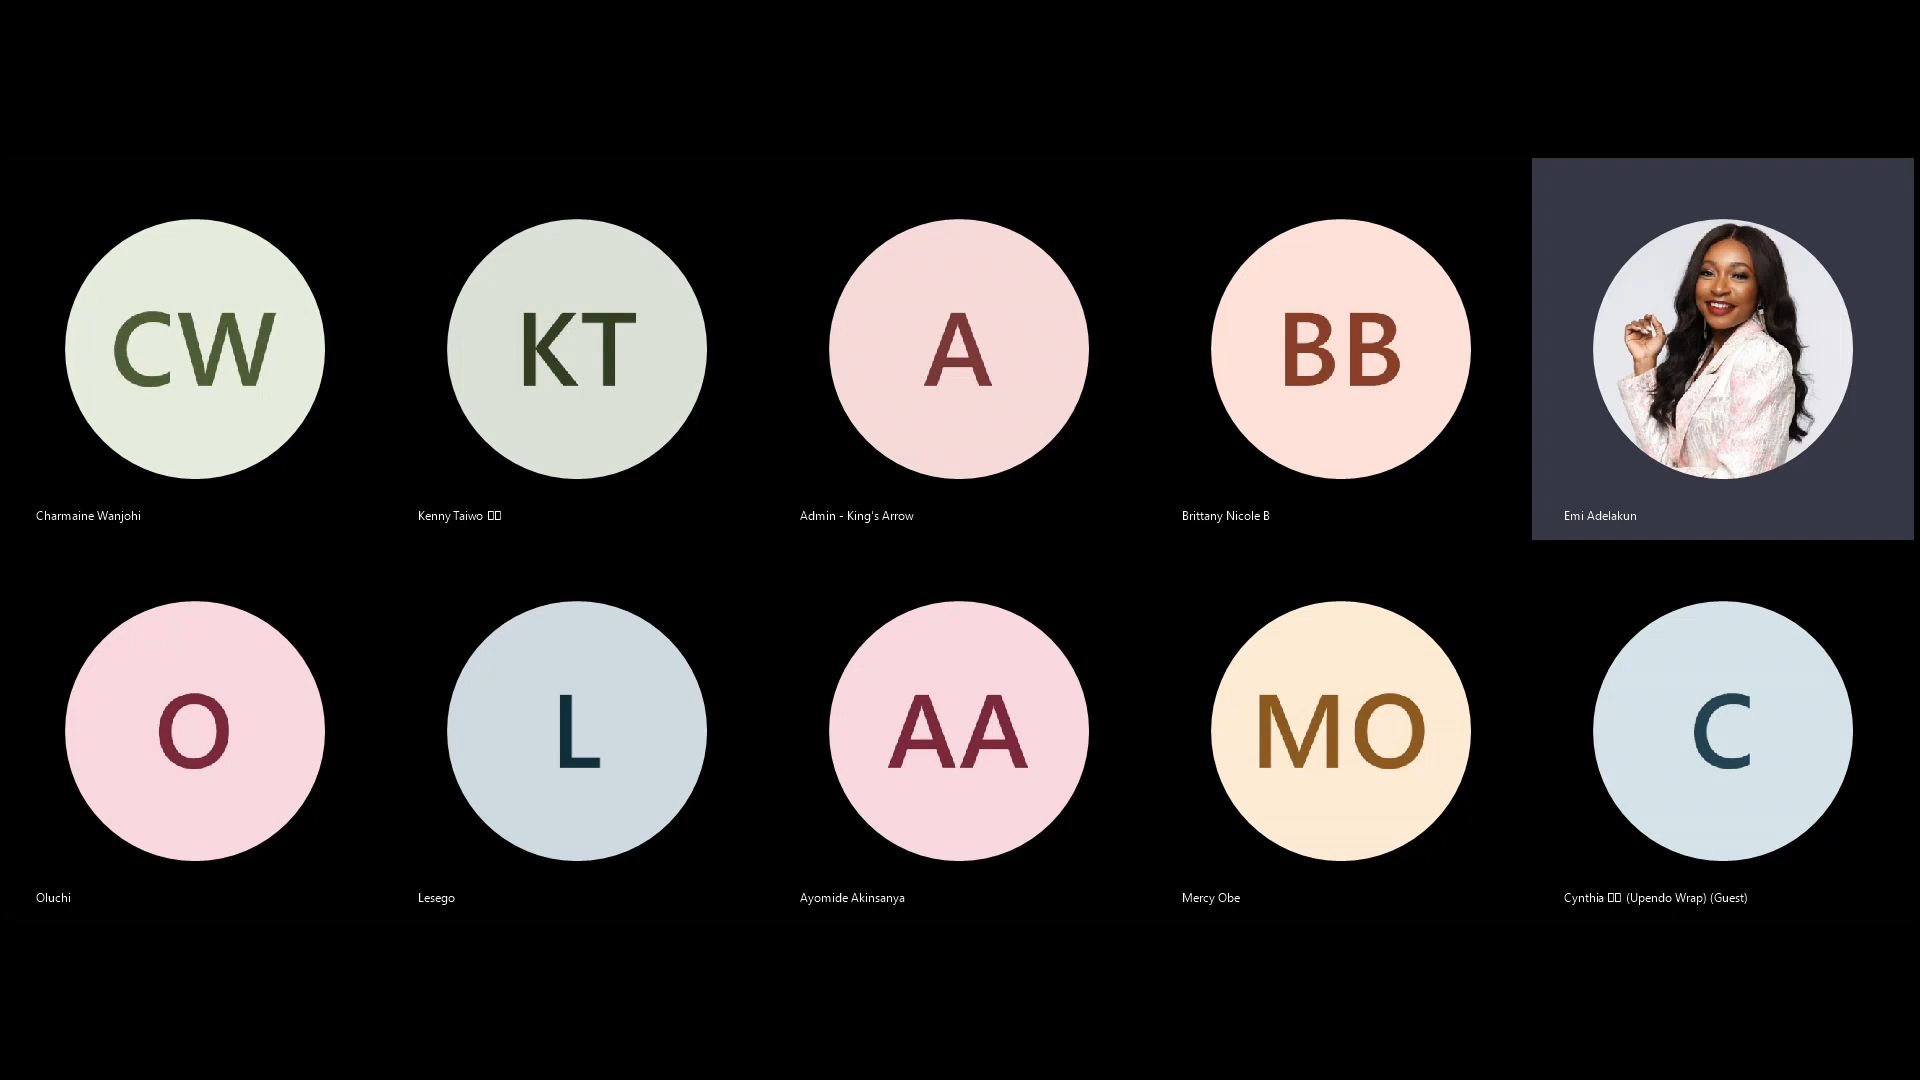 CW
KT
A
BB
Charmaine Wanjohi
Kenny Taiwo
Admin - King's Arrow
Brittany Nicole B
Emi Adelakun
O
L
AA
MO
C
Oluchi
Lesego
Ayomide Akinsanya
Mercy Obe
Cynthia (Upendo Wrap) (Guest)